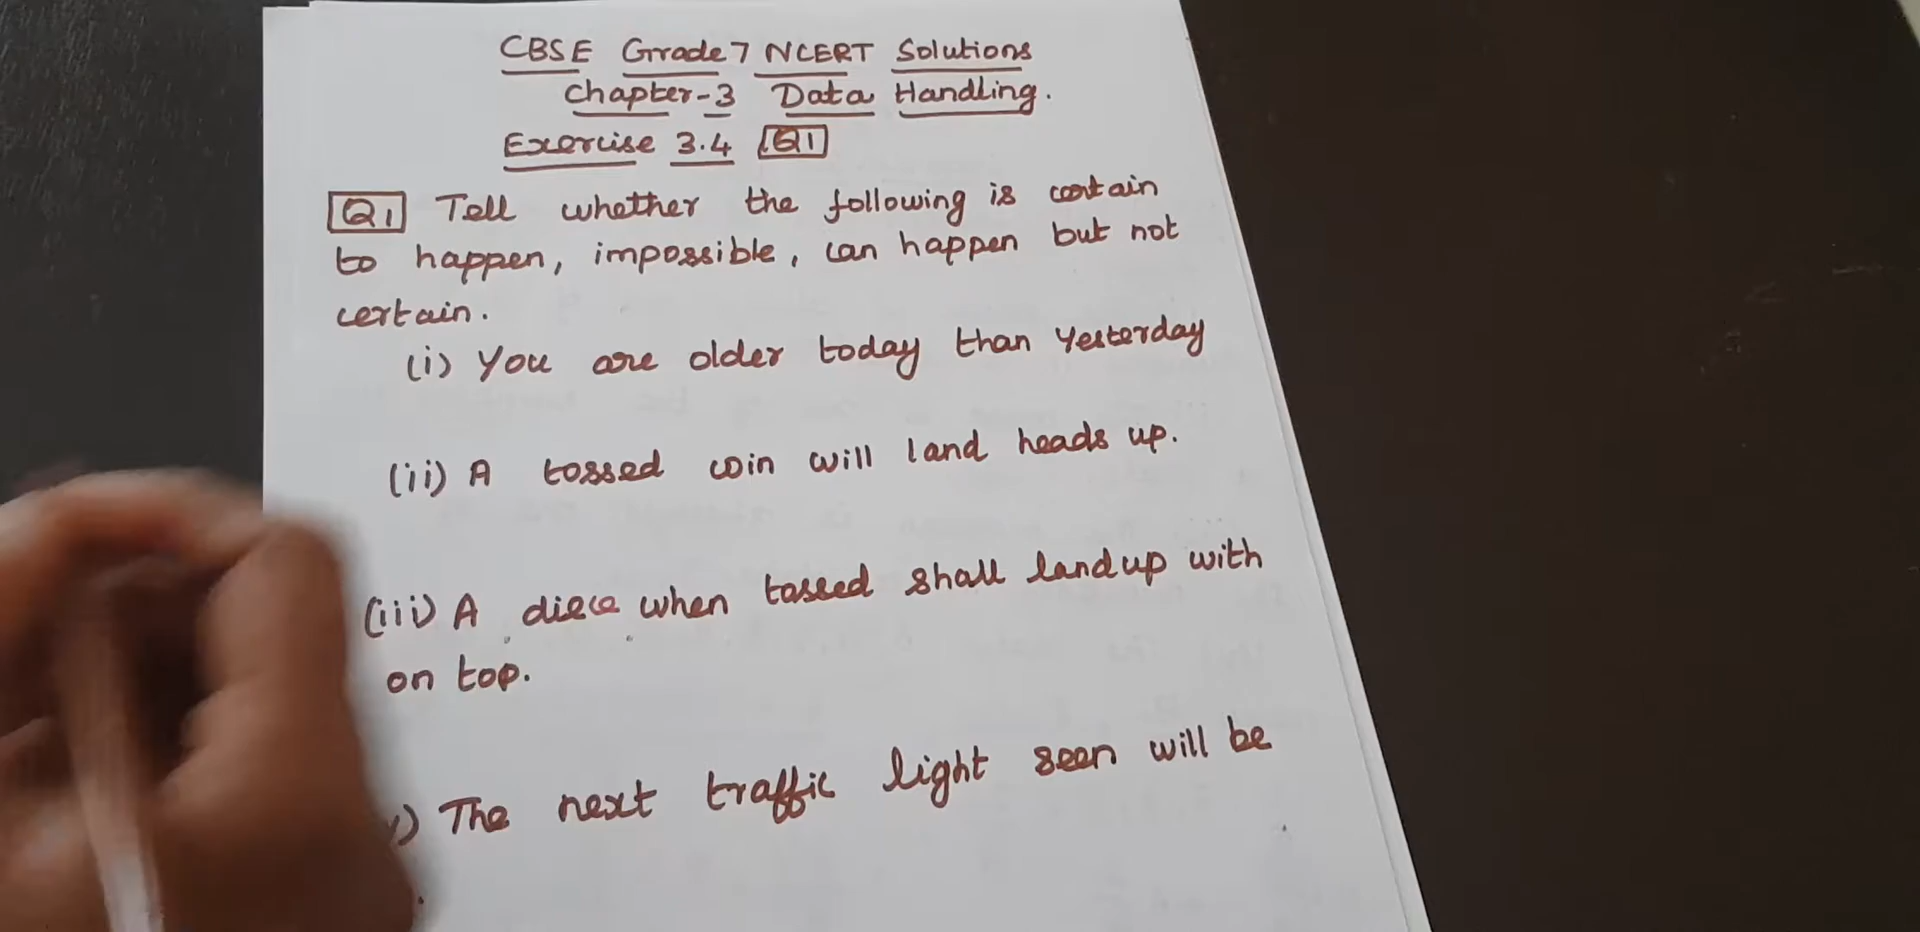 CBSE Grade 7 NCERT Solutions
Chapter-3 Data Handling.
Exercise 3.4 Q1
Q1 Tell whether the following is certain
to happen, impossible, can happen but not
certain.
(i) You are older today than yesterday
(ii) A tossed coin will land heads up.
(iii) A when tossed shall land up with
on top.
The next traffic light seen will be